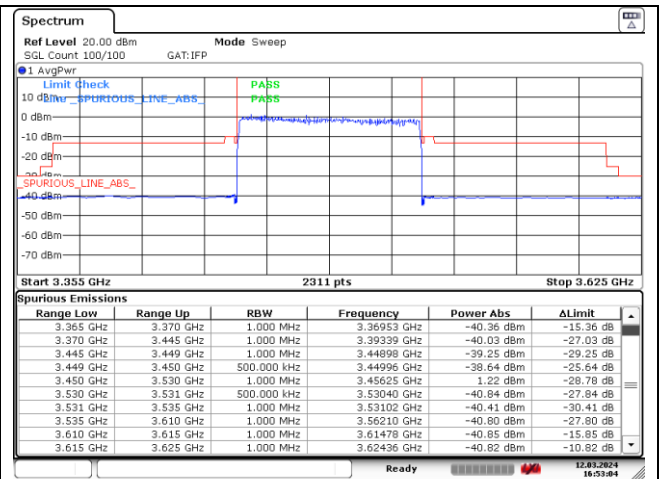 Spectrum
Ref Level 20.00 dBm Mode Sweep
SGL Count 100/100 GAT:IFP
1 AvgPwr
Limit Check PASS
10 dBm
Line _SPURIOUS_LINE_ABS_ PASS
0 dBm
-10 dBm
-20 dBm
-30 dBm
_SPURIOUS_LINE_ABS_
-40 dBm
-50 dBm
-60 dBm
-70 dBm
Start 3.355 GHz 2311 pts Stop 3.625 GHz
Spurious Emissions
Range Low Range Up RBW Frequency Power Abs ΔLimit
3.365 GHz 3.370 GHz 1.000 MHz 3.36953 GHz -40.36 dBm -15.36 dB
3.370 GHz 3.445 GHz 1.000 MHz 3.39339 GHz -40.03 dBm -27.03 dB
3.445 GHz 3.449 GHz 1.000 MHz 3.44898 GHz -39.25 dBm -29.25 dB
3.449 GHz 3.450 GHz 500.000 kHz 3.44996 GHz -38.64 dBm -25.64 dB
3.450 GHz 3.530 GHz 1.000 MHz 3.45625 GHz 1.22 dBm -28.78 dB
3.530 GHz 3.531 GHz 500.000 kHz 3.53040 GHz -40.84 dBm -27.84 dB
3.531 GHz 3.535 GHz 1.000 MHz 3.53102 GHz -40.41 dBm -30.41 dB
3.535 GHz 3.610 GHz 1.000 MHz 3.56210 GHz -40.80 dBm -27.80 dB
3.610 GHz 3.615 GHz 1.000 MHz 3.61478 GHz -40.85 dBm -15.85 dB
3.615 GHz 3.625 GHz 1.000 MHz 3.62436 GHz -40.82 dBm -10.82 dB
Ready 12.03.2024
16:53:04